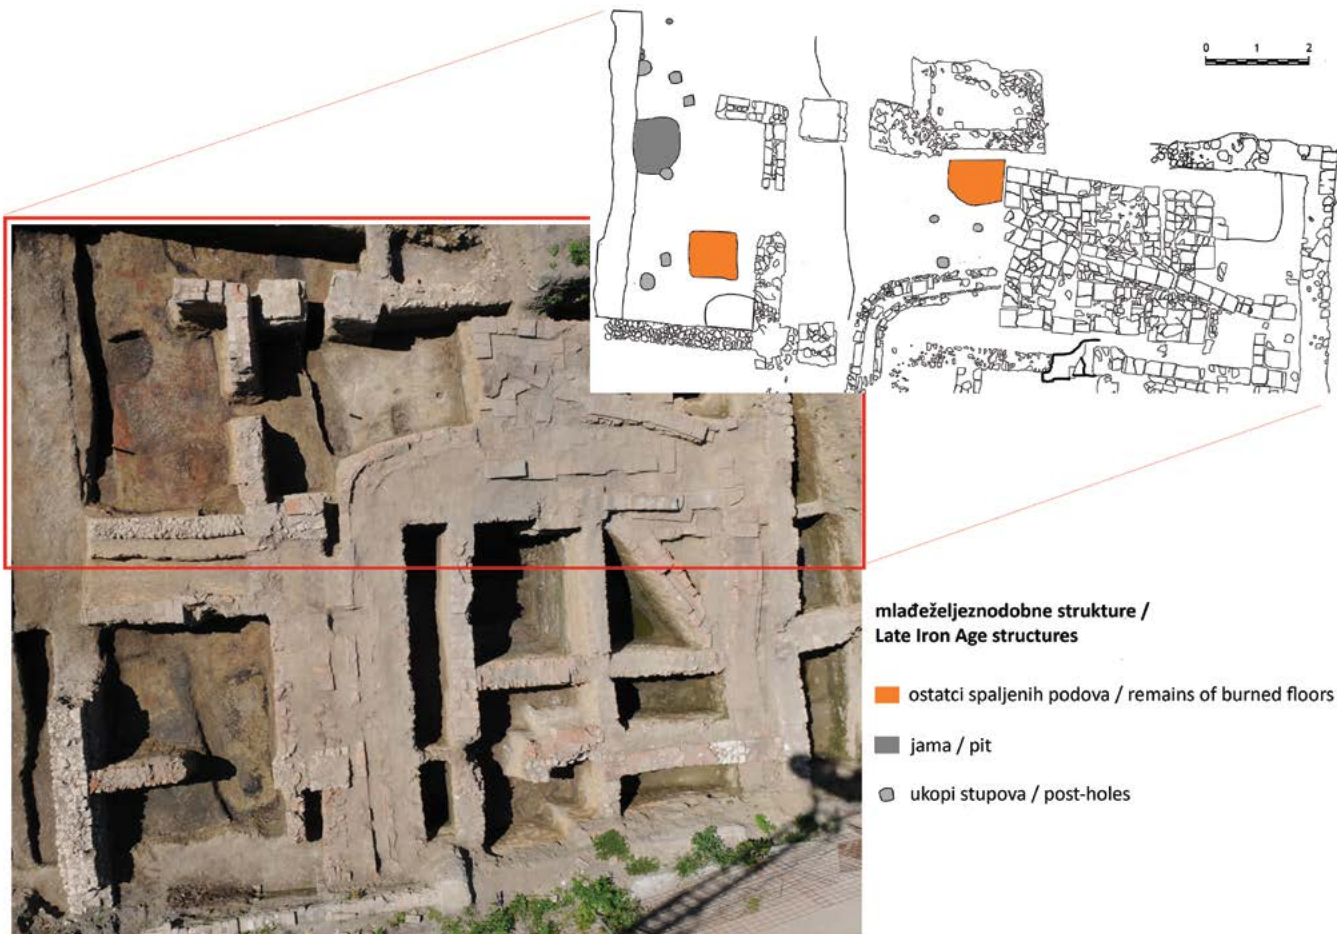 0 1 2
mlađeželjeznodobne strukture /
Late Iron Age structures
ostatci spaljenih podova / remains of burned floors
jama / pit
ukopi stupova / post-holes